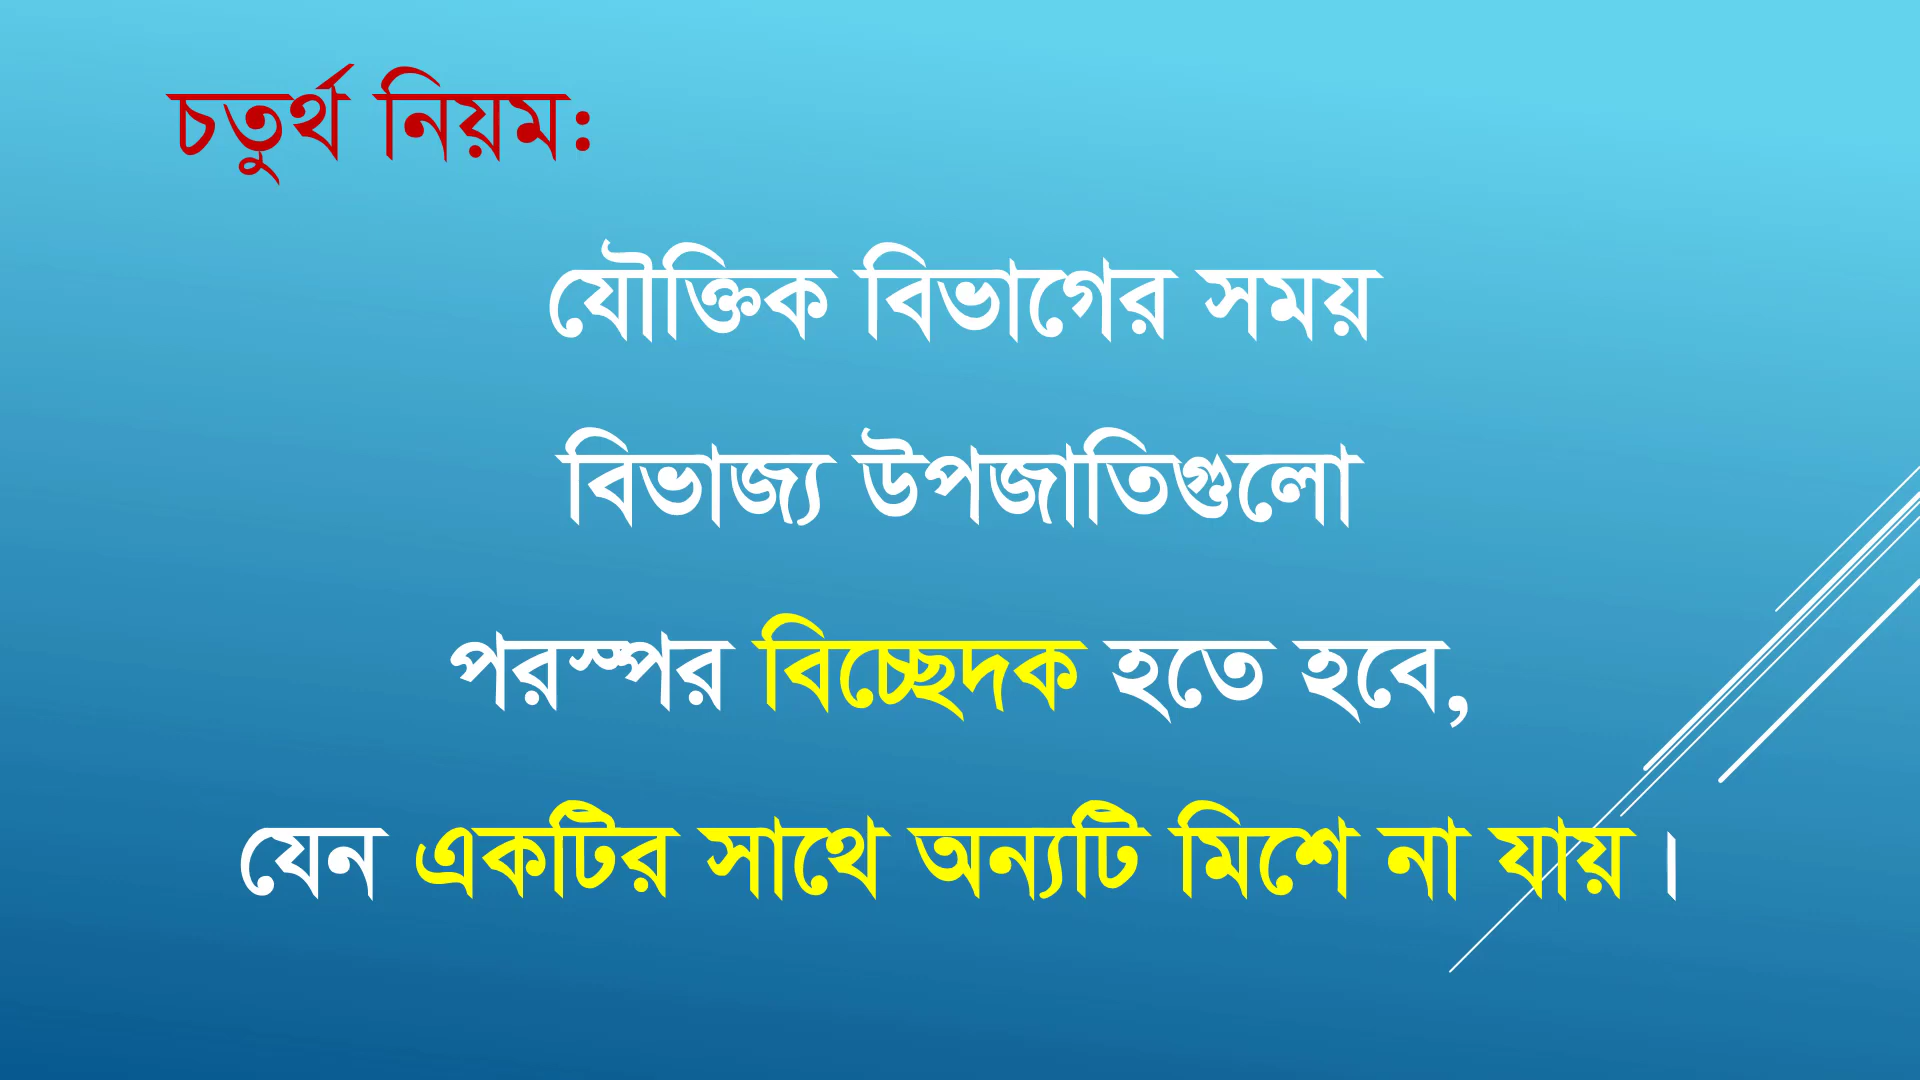 চতুর্থ নিয়ম:
যৌক্তিক বিভাগের সময়
বিভাজ্য উপজাতিগুলো
পরস্পর বিচ্ছেদক হতে হবে,
যেন একটির সাথে অন্যটি মিশে না যায় ।